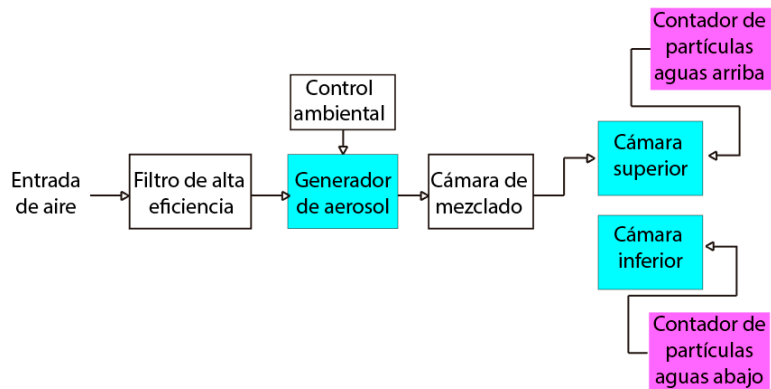 Entrada
de aire
Filtro de alta
eficiencia
Control
ambiental
Generador
de aerosol
Cámara de
mezclado
Contador de
partículas
aguas arriba
Cámara
superior
Cámara
inferior
Contador de
partículas
aguas abajo